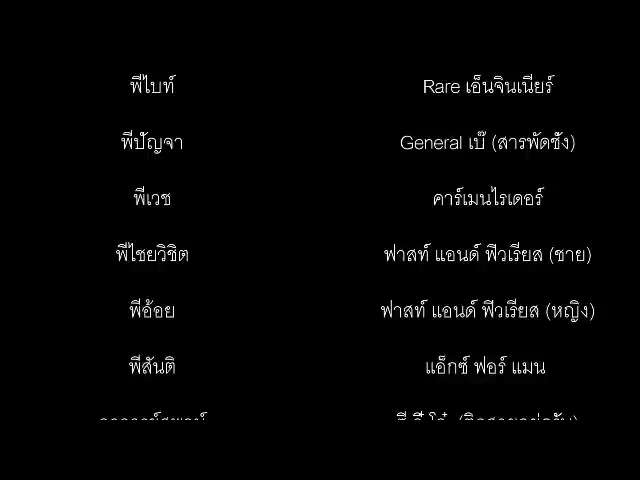 พี่ไบท์ Rare เอ็นจินเนียร์
พี่ปัญจา General เบ๊ (สารพัดชั่ง)
พี่เวช คาร์เมนไรเดอร์
พี่ไชยวิชิต ฟาสท์ แอนด์ ฟิวเรียส (ชาย)
พี่อ้อย ฟาสท์ แอนด์ ฟิวเรียส (หญิง)
พี่สันติ แอ็กซ์ ฟอร์ แมน